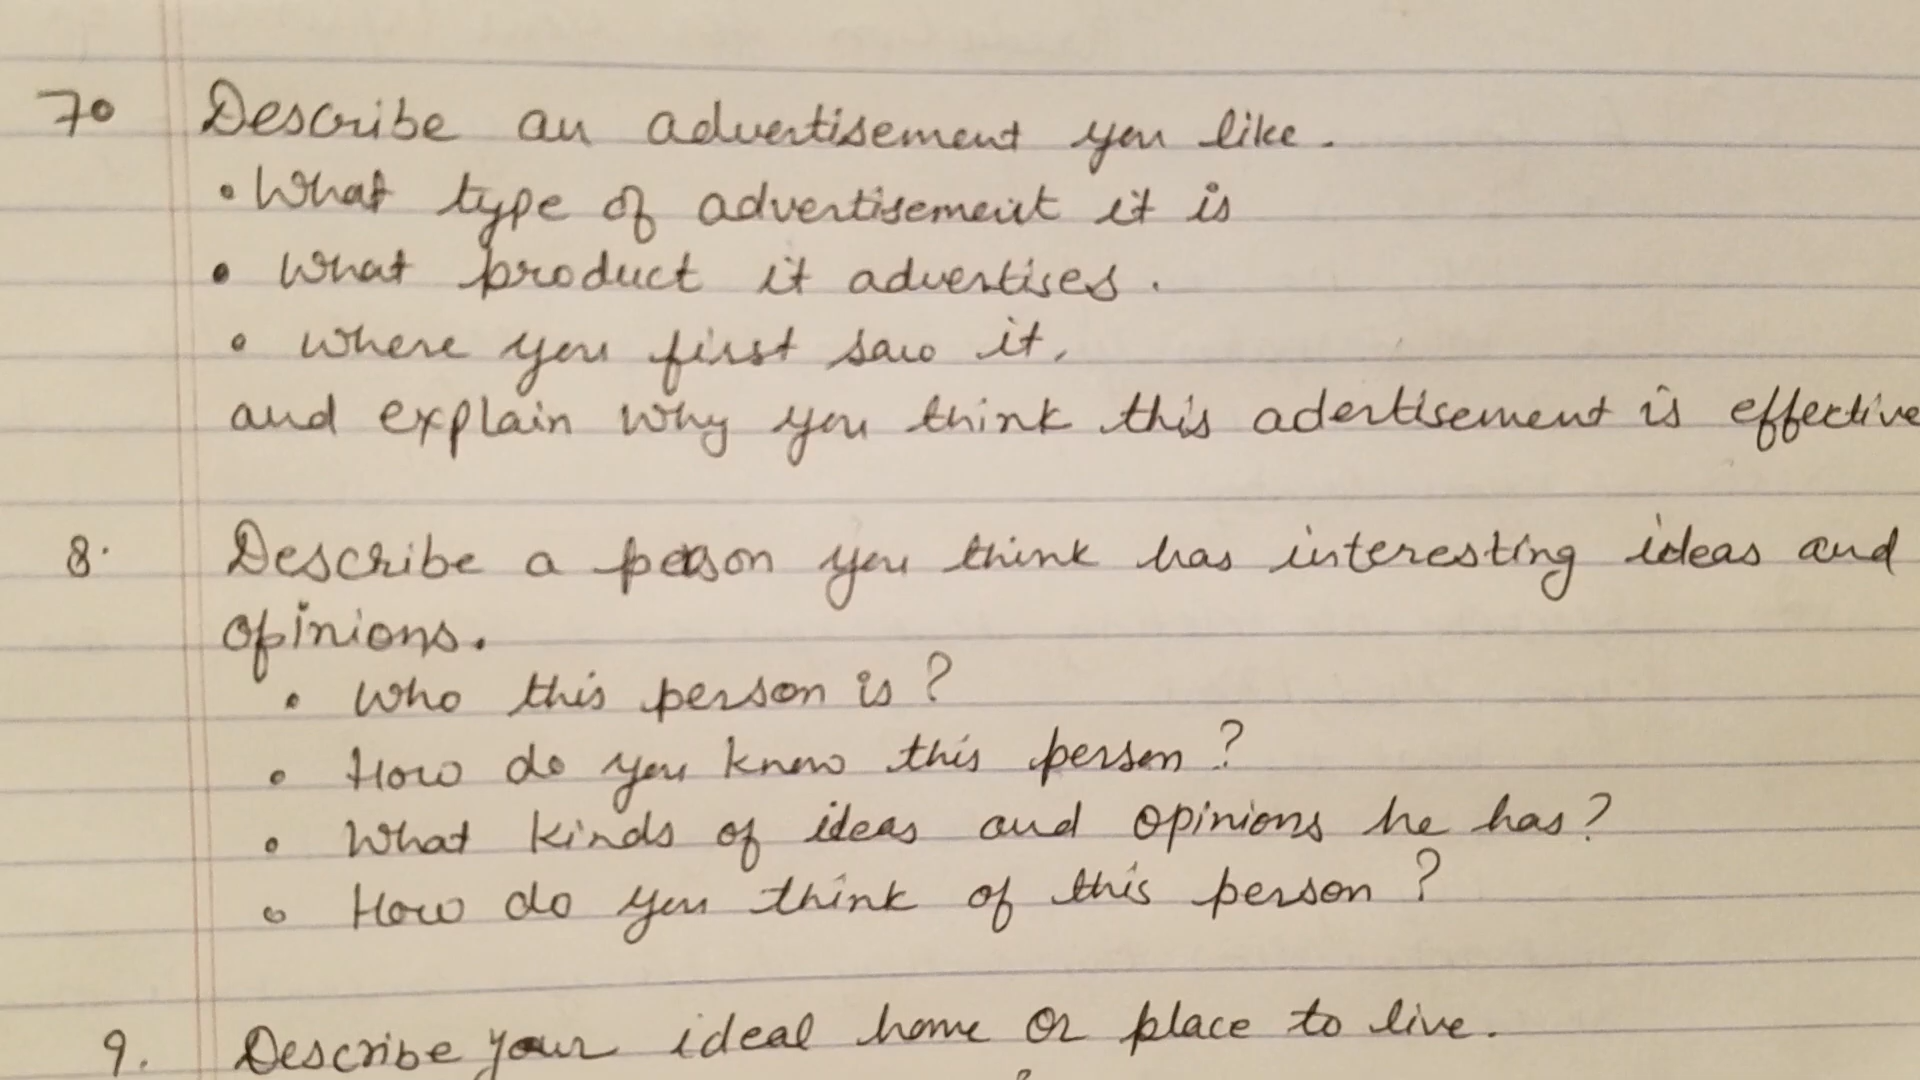 7० Describe an advertisement you like.
• What type of advertisement it is
• What product it advertises.
• where you first saw it,
and explain why you think this adertisement is effective
8. Describe a person you think has interesting ideas and
opinions.
• Who this person is?
• How do you know this person?
• What kinds of ideas and opinions he has?
• How do you think of this person?
9. Describe your ideal home or place to live.